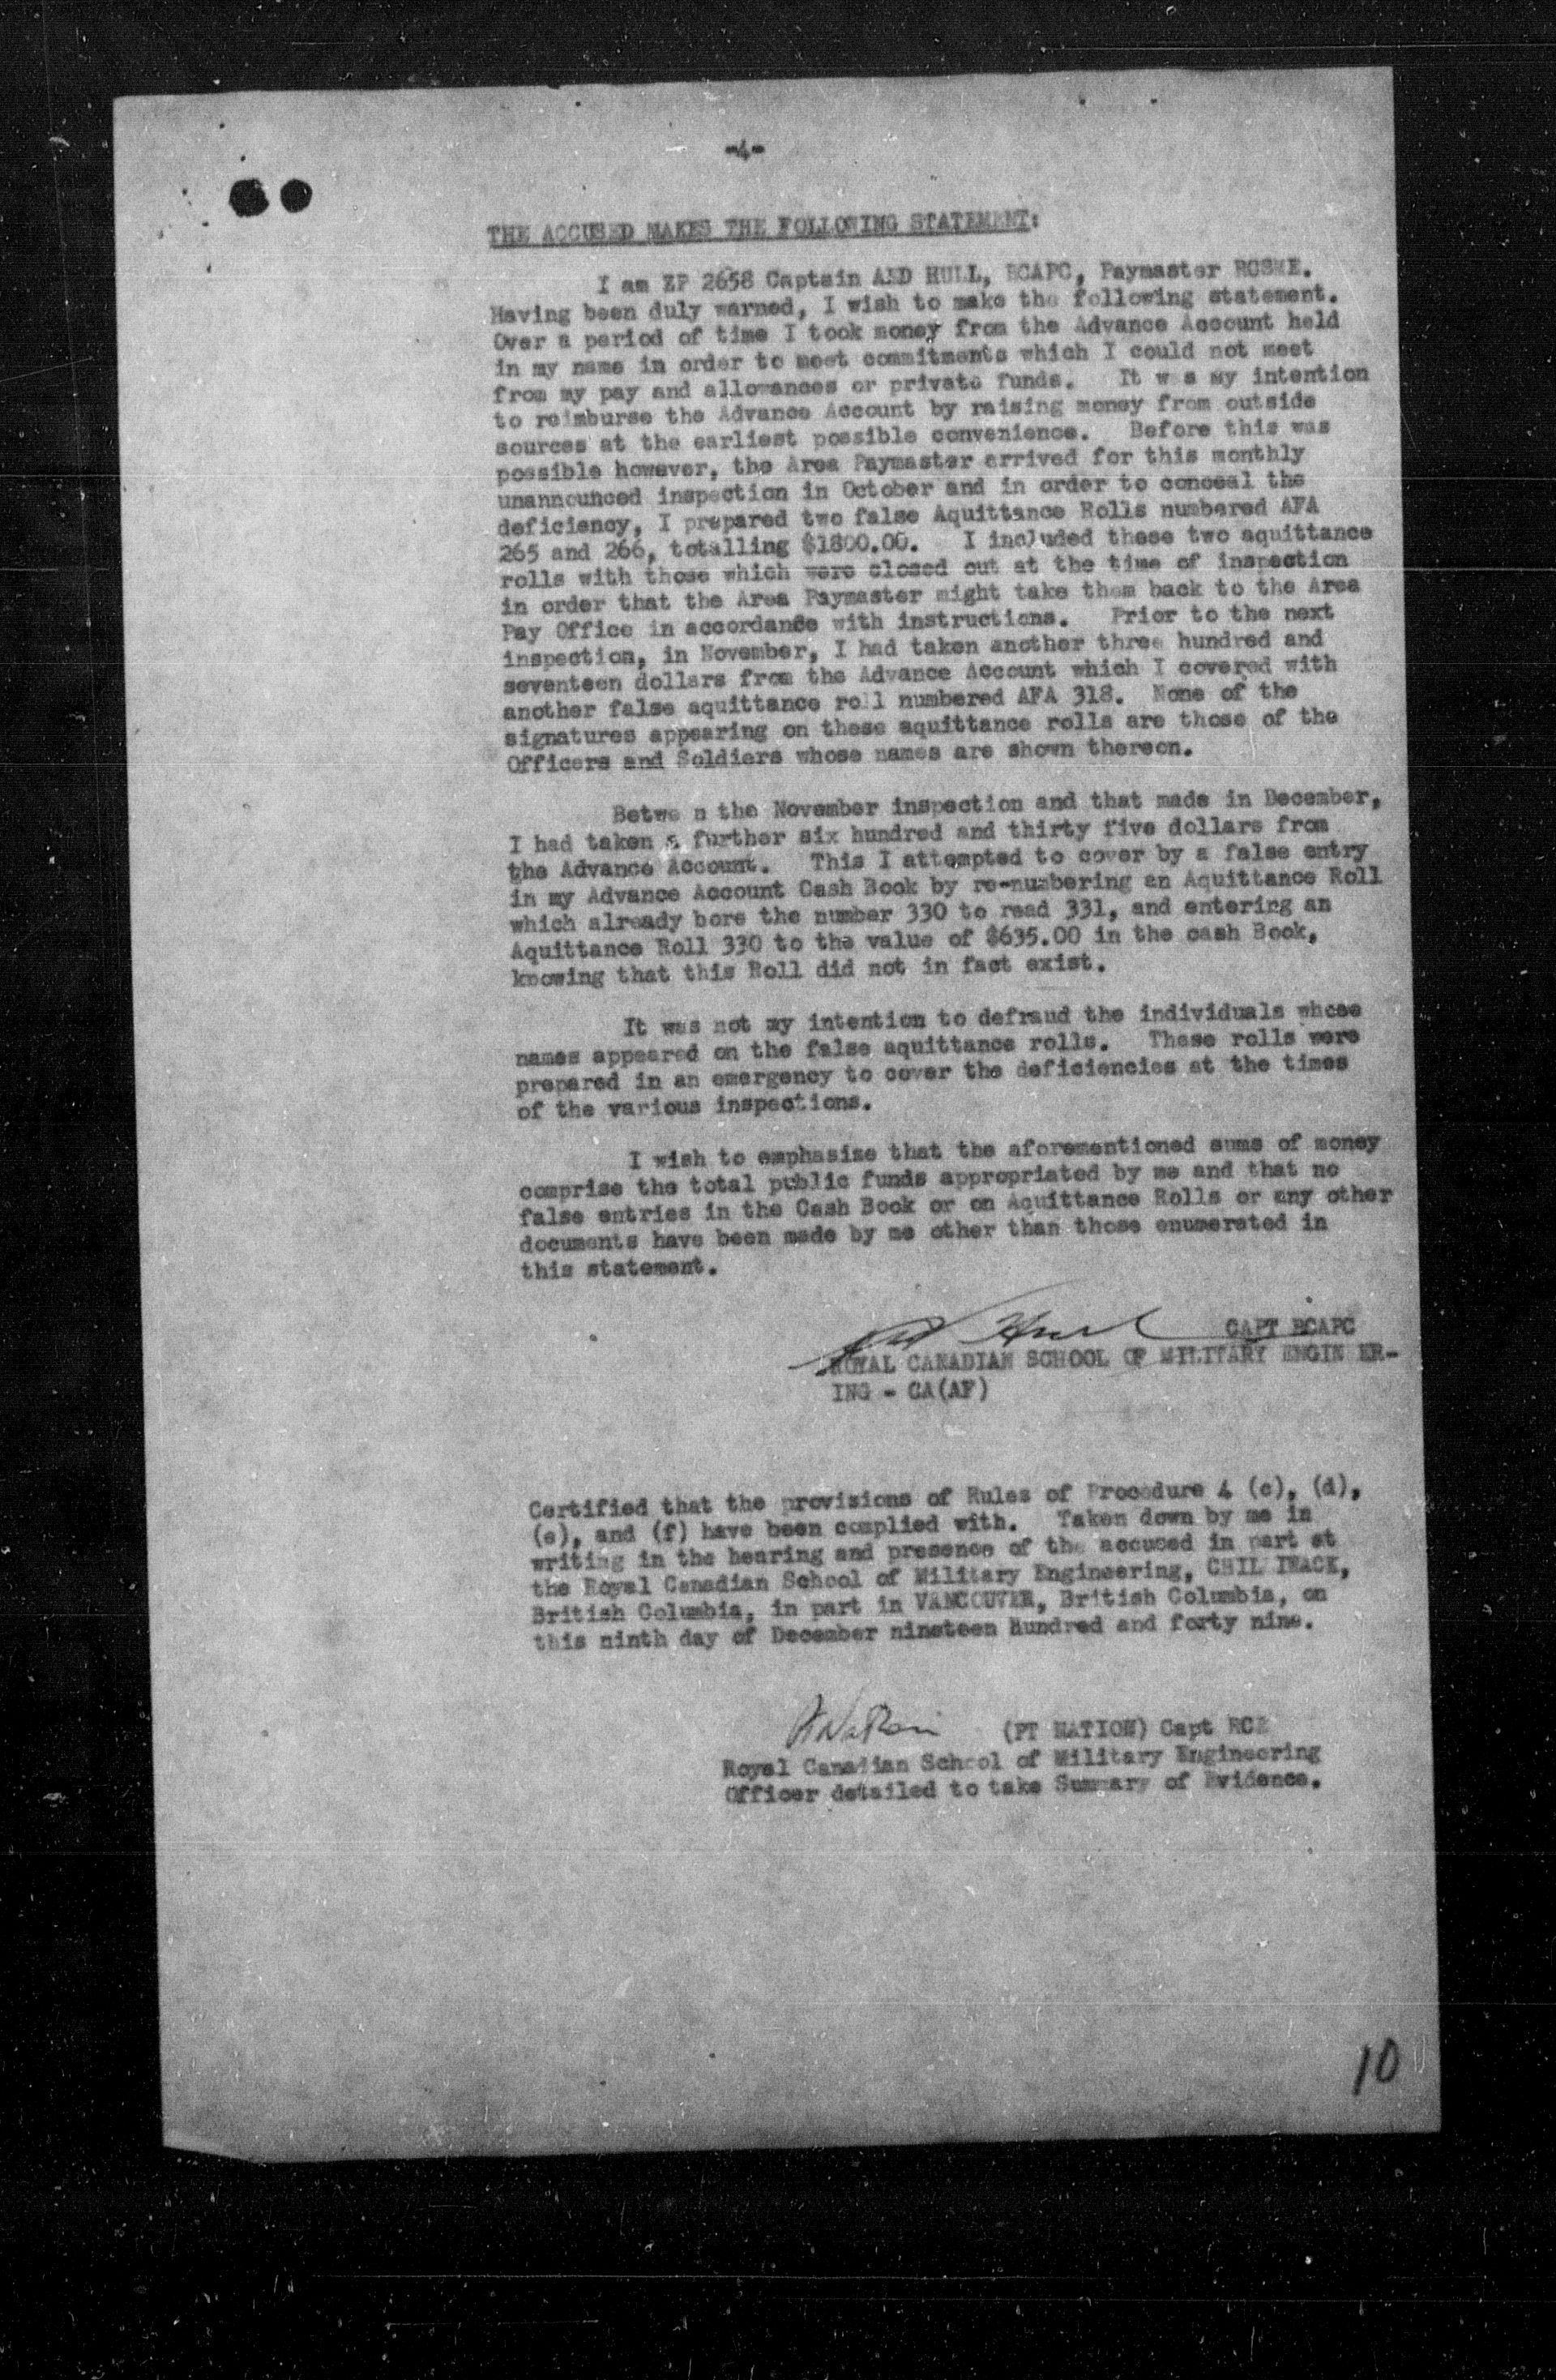 -4-
THE ACCUSED MAKES THE FOLLOWING STATEMENT:
I am ZP 2658 Captain AED HULL, RCAPC, Paymaster RCSME.
Having been duly warned, I wish to make the following statement.
Over a period of time I took money from the Advance Account held
in my name in order to meet commitments which I could not meet
from my pay and allowances or private funds. It w s my intention
to reimburse the Advance Account by raising money from outside
sources at the earliest possible convenience. Before this was
possible however, the Area Paymaster arrived for this monthly
unannounced inspection in October and in order to conceal the
deficiency, I prepared two false Aquittance Rolls numbered AFA
265 and 266, totalling $1800.00. I included these two aquittance
rolls with those which were closed out at the time of inspection
in order that the Area Paymaster might take them back to the Area
Pay Office in accordance with instructions. Prior to the next
inspection, in November, I had taken another three hundred and
seventeen dollars from the Advance Account which I covered with
another false aquittance roll numbered AFA 318. None of the
signatures appearing on these aquittance rolls are those of the
Officers and Soldiers whose names are shown thereon.
Betwe n the November inspection and that made in December,
I had taken a further six hundred and thirty five dollars from
the Advance Account. This I attempted to cover by a false entry
in my Advance Account Cash Book by re-numbering an Aquittance Roll
which already bore the number 330 to read 331, and entering an
Aquittance Roll 330 to the value of $635.00 in the cash Book,
knowing that this Roll did not in fact exist.
It was not my intention to defraud the individuals whose
names appeared on the false aquittance rolls. These rolls were
prepared in an emergency to cover the deficiencies at the times
of the various inspections.
I wish to emphasize that the aforementioned sums of money
comprise the total public funds appropriated by me and that no
false entries in the Cash Book or on Aquittance Rolls or any other
documents have been made by me other than those enumerated in
this statement.
Hull CAPT RCAPC
ROYAL CANADIAN SCHOOL OF MILITARY ENGIN ER-
ING - CA(AF)
Certified that the provisions of Rules of Procedure 4 (c), (d),
(e), and (f) have been complied with. Taken down by me in
writing in the hearing and presence of the accused in part at
the Royal Canadian School of Military Engineering, CHIL IWACK,
British Columbia, in part in VANCOUVER, British Columbia, on
this ninth day of December nineteen Hundred and forty nine.
Nation (PT NATION) Capt RCE
Royal Canadian School of Military Engineering
Officer detailed to take Summary of Evidence.
10